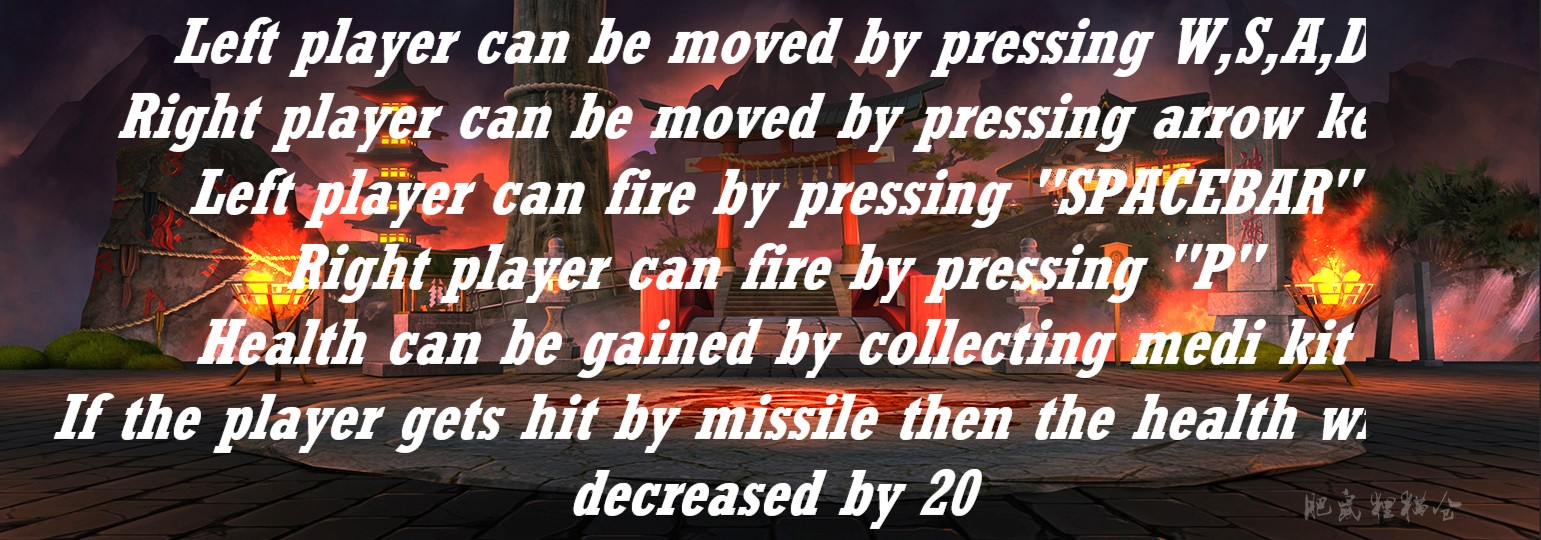 Left player can be moved by pressing W,S,A,D
Right player can be moved by pressing arrow ke
Left player can fire by pressing "SPACEBAR"
Right player can fire by pressing "P"
Health can be gained by collecting medi kit
If the player gets hit by missile then the health wi
decreased by 20